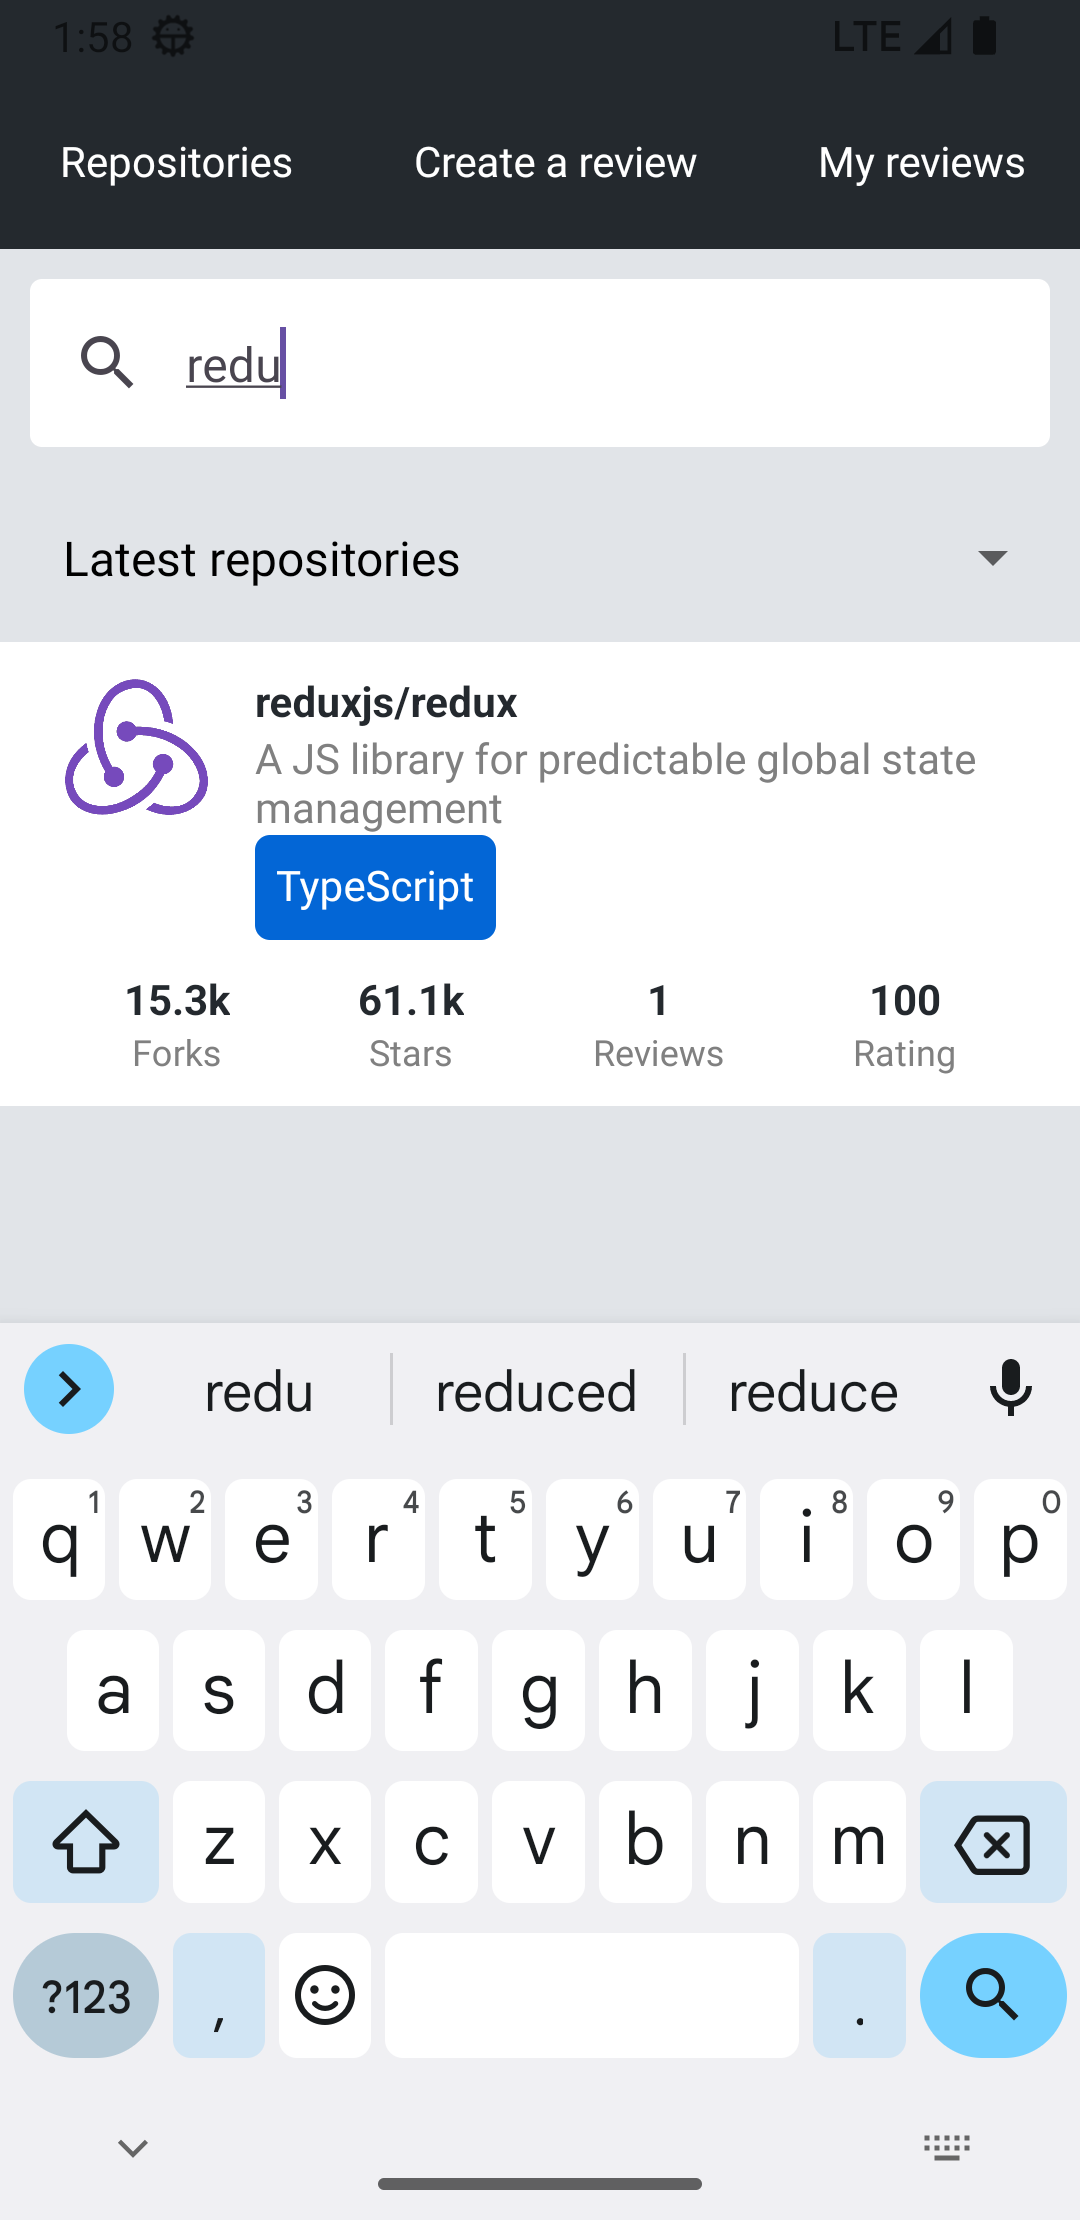 1:58 LTE
Repositories Create a review My reviews
redu
Latest repositories
reduxjs/redux
A JS library for predictable global state
management
TypeScript
15.3k 61.1k 1 100
Forks Stars Reviews Rating
redu reduced reduce
q1 w2 e3 r4 t5 y6 u7 i8 o9 p0
a s d f g h j k l
z x c v b n m
?123 , .